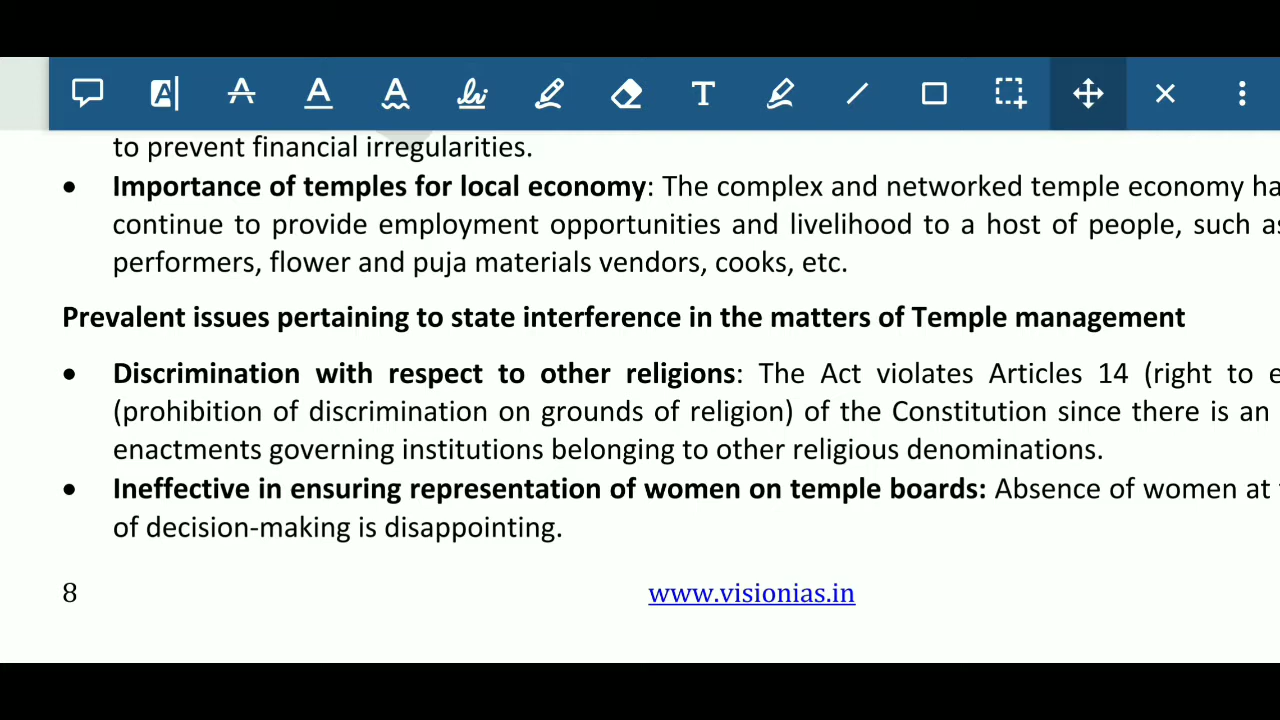 to prevent financial irregularities.
• Importance of temples for local economy: The complex and networked temple economy
continue to provide employment opportunities and livelihood to a host of people, such
performers, flower and puja materials vendors, cooks, etc.
Prevalent issues pertaining to state interference in the matters of Temple management
• Discrimination with respect to other religions: The Act violates Articles 14 (right to
(prohibition of discrimination on grounds of religion) of the Constitution since there is an
enactments governing institutions belonging to other religious denominations.
• Ineffective in ensuring representation of women on temple boards: Absence of women at
of decision-making is disappointing.
8 www.visionias.in